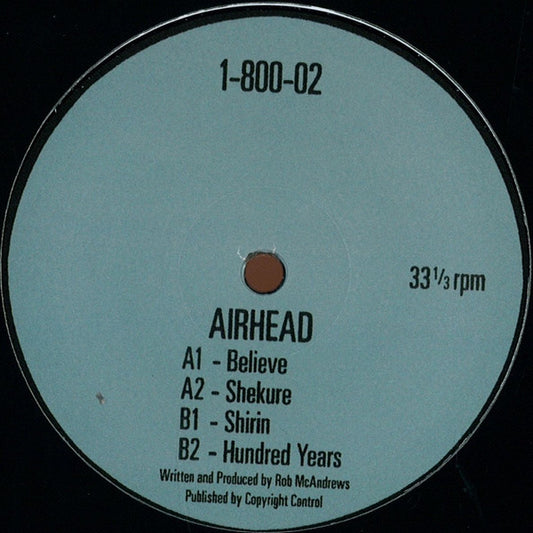 1-800-02
33 1/3 rpm
AIRHEAD
A1 - Believe
A2 - Shekure
B1 - Shirin
B2 - Hundred Years
Written and Produced by Rob McAndrews
Published by Copyright Control